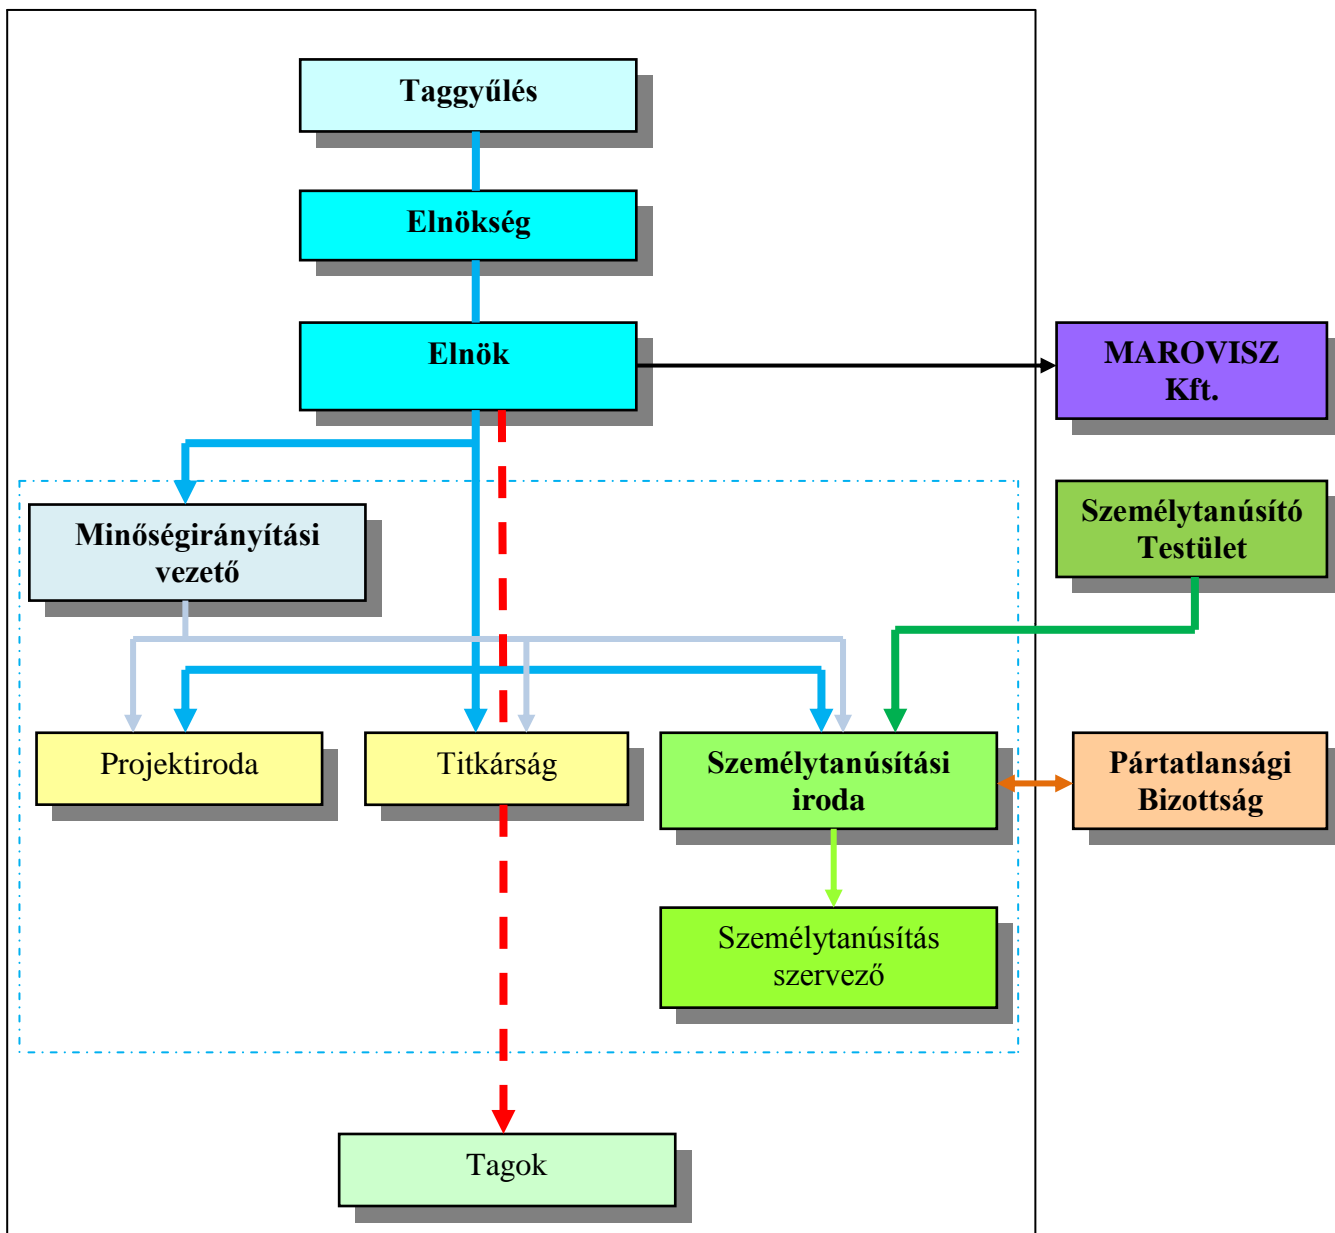 Taggyűlés
Elnökség
Elnök
MAROVISZ
Kft.
Minőségirányítási
vezető
Személytanúsító
Testület
Projektiroda
Titkárság
Személytanúsítási
iroda
Pártatlansági
Bizottság
Személytanúsítás
szervező
Tagok